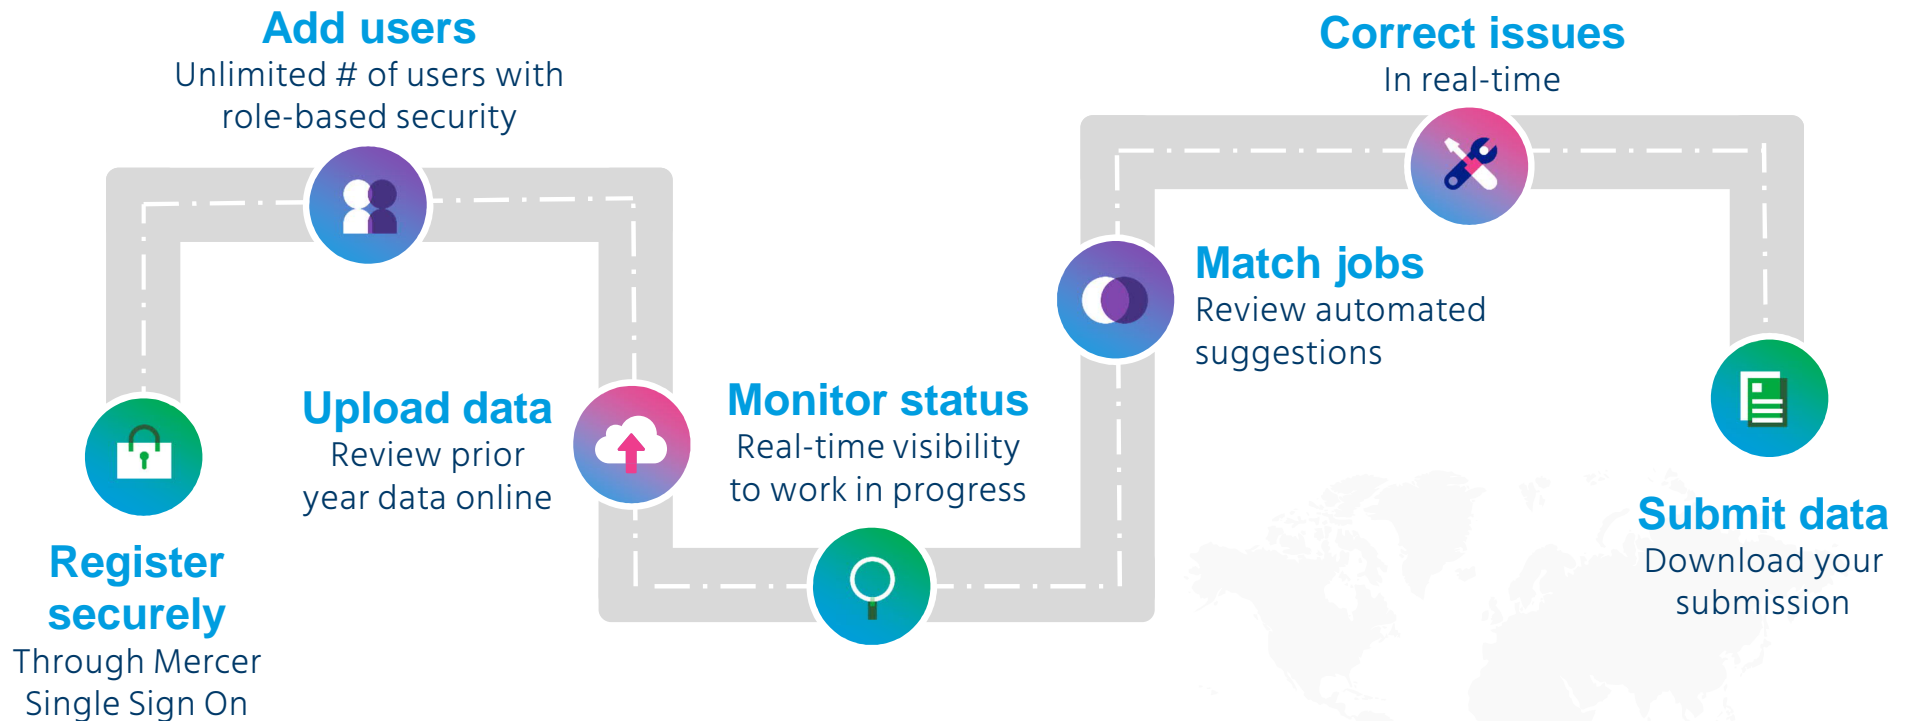 Register
securely
Through Mercer
Single Sign On
Add users
Unlimited # of users with
role-based security
Upload data
Review prior
year data online
Monitor status
Real-time visibility
to work in progress
Match jobs
Review automated
suggestions
Correct issues
In real-time
Submit data
Download your
submission